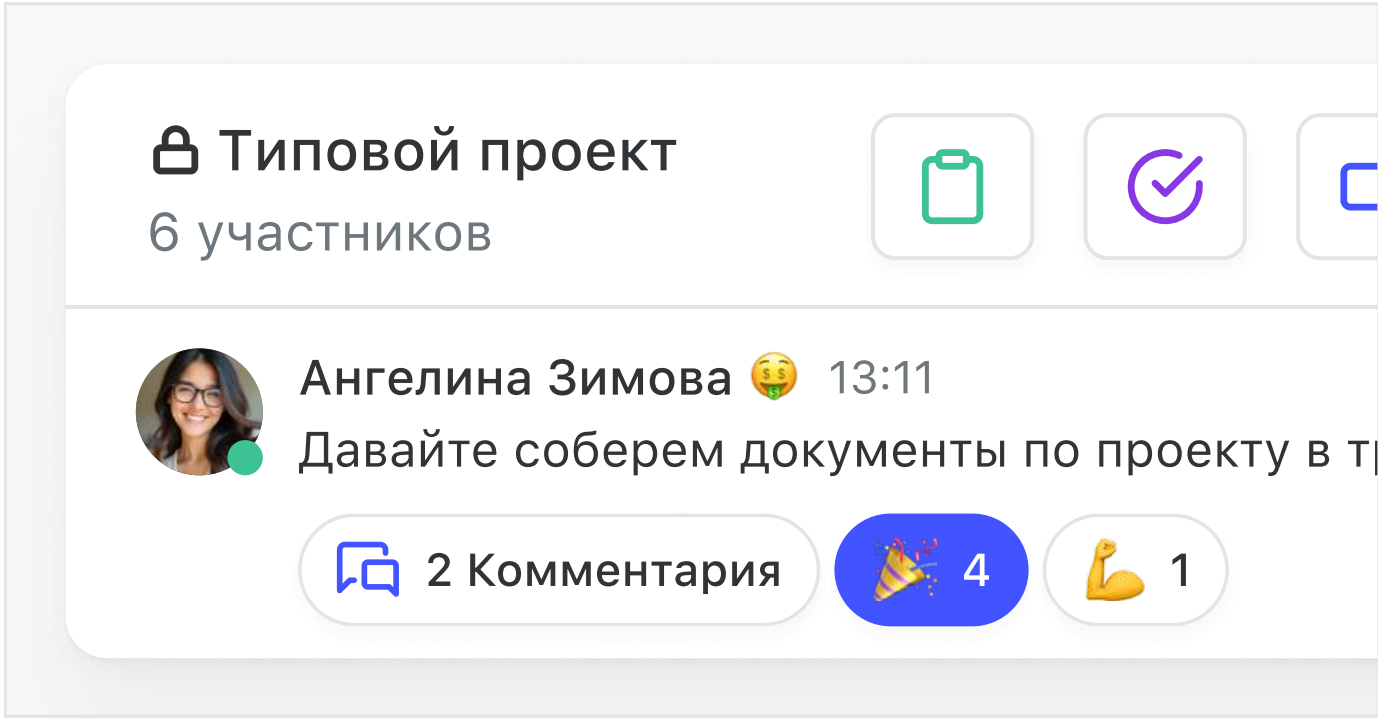 Типовой проект
6 участников
Ангелина Зимова 🤑 13:11
Давайте соберем документы по проекту в
2 Комментария 🎉 4 💪 1